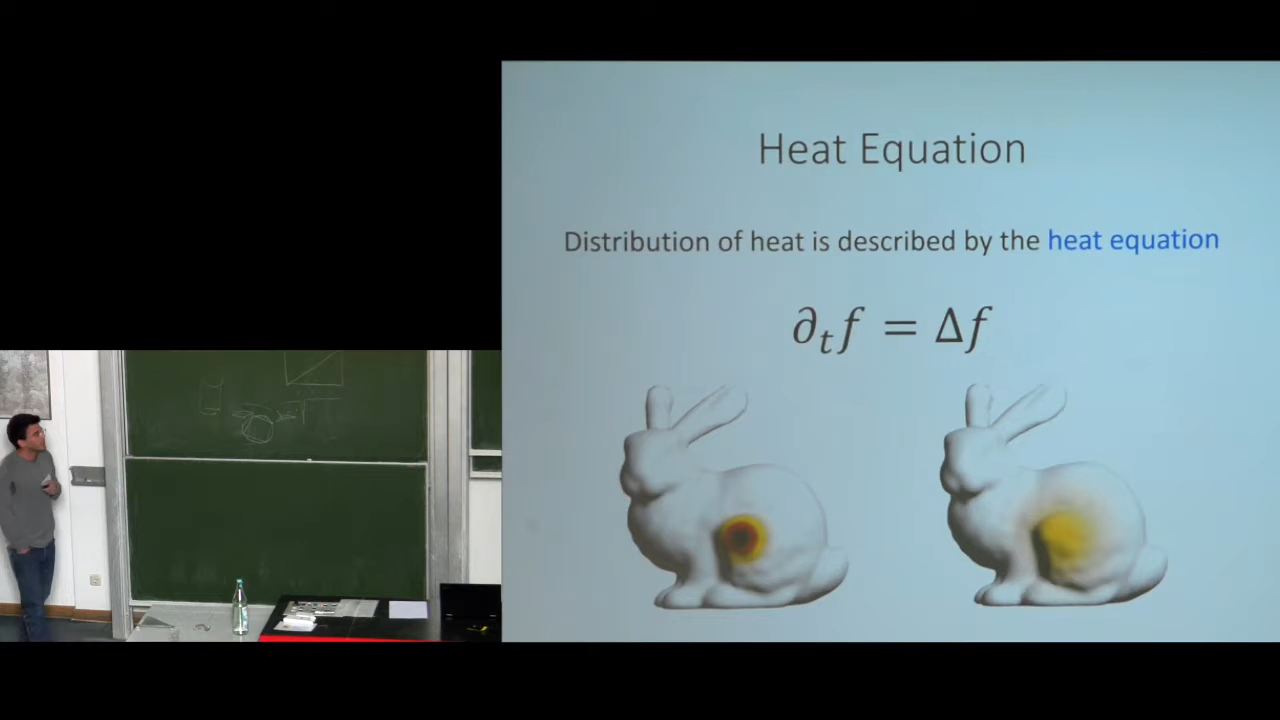 Heat Equation
Distribution of heat is described by the heat equation
∂ₜf = Δf